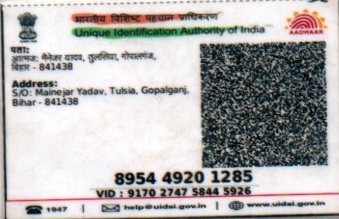 भारतीय विशिष्ट पहचान प्राधिकरण
Unique Identification Authority of India
AADHAAR
पता:
आत्मज: मैनेजर यादव, तुलसिया, गोपालगंज,
बिहार - 841438
Address:
S/O: Mainejar Yadav, Tulsia, Gopalganj,
Bihar - 841438
8954 4920 1285
VID : 9170 2747 5844 5926
1947 | help@uidai.gov.in | www.uidai.gov.in